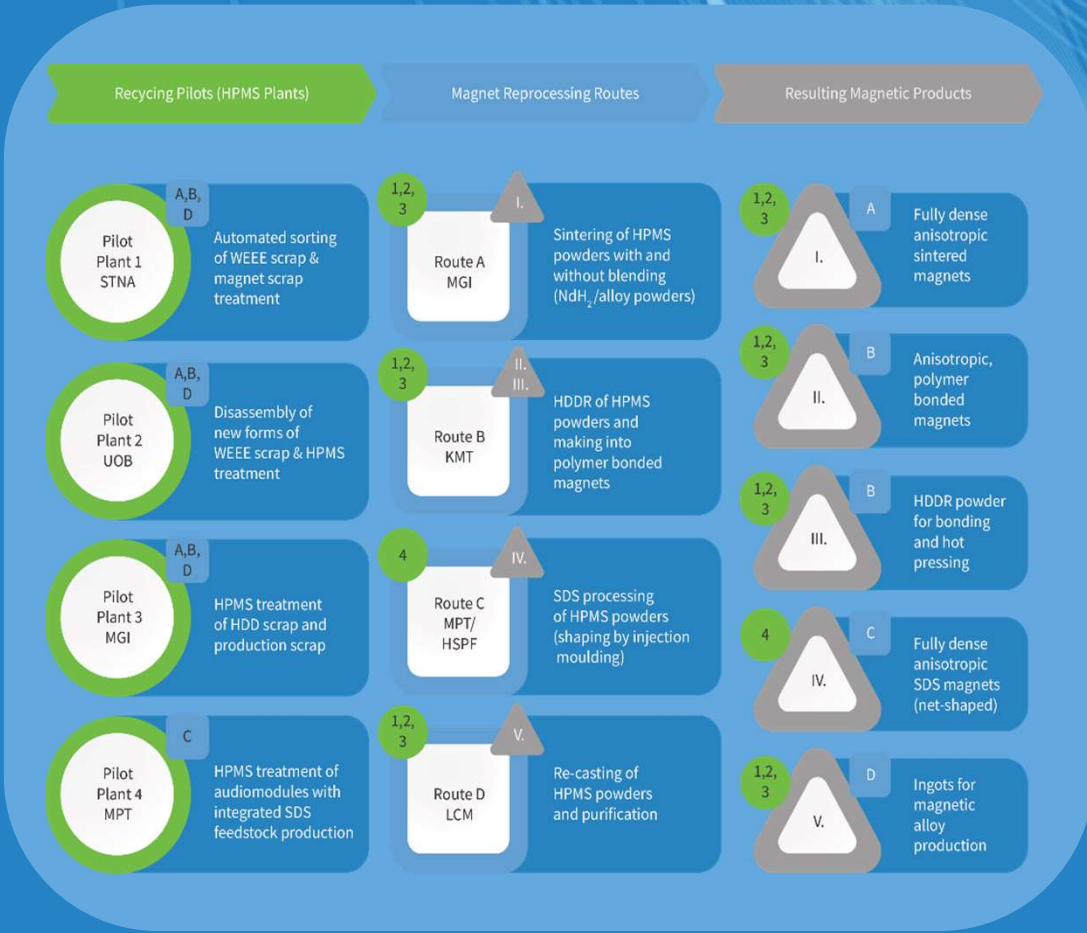 Recycing Pilots (HPMS Plants)
Magnet Reprocessing Routes
Resulting Magnetic Products
A,B,
D
Pilot
Plant 1
STNA
Automated sorting
of WEEE scrap &
magnet scrap
treatment
A,B,
D
Pilot
Plant 2
UOB
Disassembly of
new forms of
WEEE scrap & HPMS
treatment
A,B,
D
Pilot
Plant 3
MGI
HPMS treatment
of HDD scrap and
production scrap
C
Pilot
Plant 4
MPT
HPMS treatment of
audiomodules with
integrated SDS
feedstock production
1,2,
3
I.
Route A
MGI
Sintering of HPMS
powders with and
without blending
(NdH₂/alloy powders)
1,2,
3
II.
III.
Route B
KMT
HDDR of HPMS
powders and
making into
polymer bonded
magnets
4
IV.
Route C
MPT/
HSPF
SDS processing
of HPMS powders
(shaping by injection
moulding)
1,2,
3
V.
Route D
LCM
Re-casting of
HPMS powders
and purification
1,2,
3
I.
A
Fully dense
anisotropic
sintered
magnets
1,2,
3
II.
B
Anisotropic,
polymer
bonded
magnets
1,2,
3
III.
B
HDDR powder
for bonding
and hot
pressing
4
IV.
C
Fully dense
anisotropic
SDS magnets
(net-shaped)
1,2,
3
V.
D
Ingots for
magnetic
alloy
production